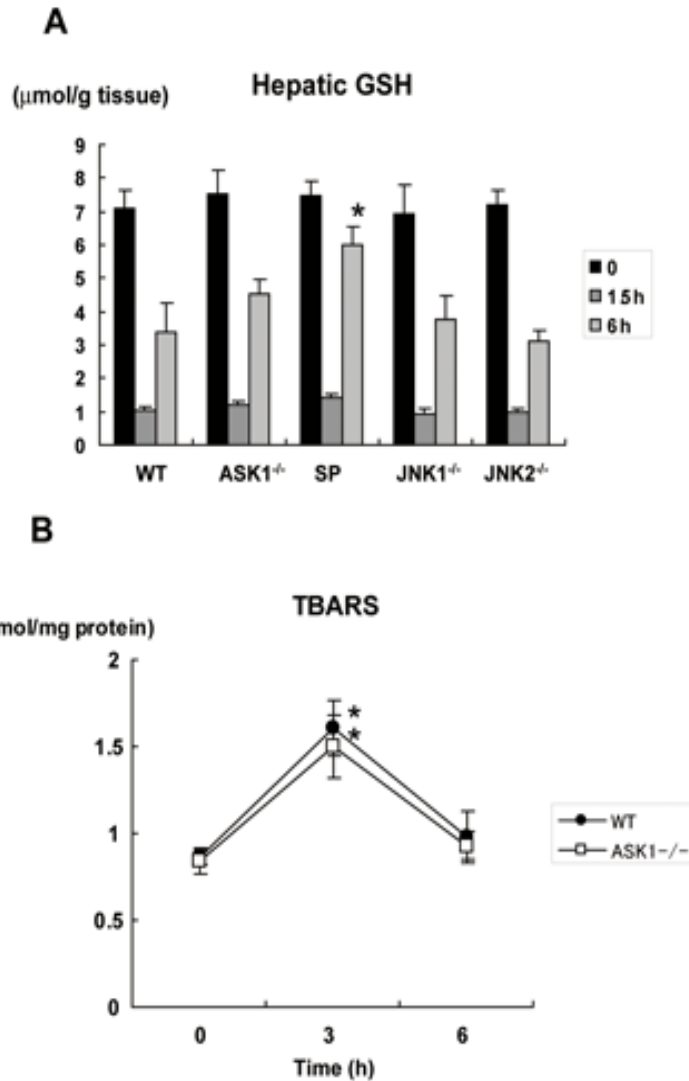 A
Hepatic GSH
(μmol/g tissue)
9
8
7
6
5
4
3
2
1
0
*
0
1.5h
6h
WT ASK1-/- SP JNK1-/- JNK2-/-
B
TBARS
mol/mg protein)
2
1.5
1
0.5
0
*
*
WT
ASK1-/-
0 3 6
Time (h)